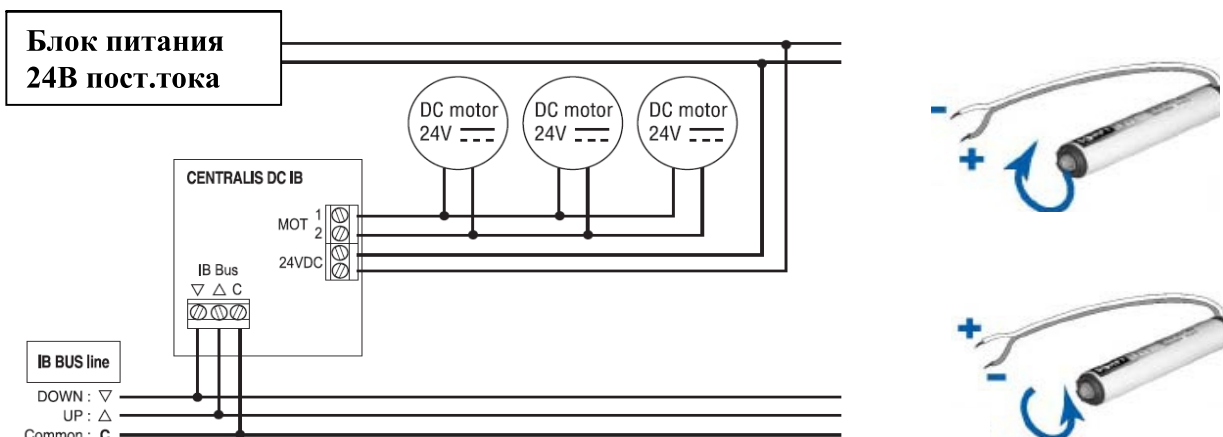 Блок питания
24В пост.тока
DC motor
24V
DC motor
24V
DC motor
24V
CENTRALIS DC IB
MOT 1
2
24VDC
IB Bus
▽ △ C
IB BUS line
DOWN : ▽
UP : △
Common : C
-
+
+
-